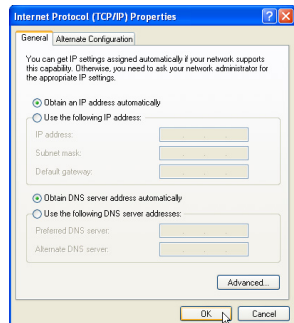 Internet Protocol (TCP/IP) Properties
General
Alternate Configuration
You can get IP settings assigned automatically if your network supports
this capability. Otherwise, you need to ask your network administrator for
the appropriate IP settings.
Obtain an IP address automatically
Use the following IP address:
IP address:
Subnet mask:
Default gateway:
Obtain DNS server address automatically
Use the following DNS server addresses:
Preferred DNS server:
Alternate DNS server:
Advanced...
OK
Cancel